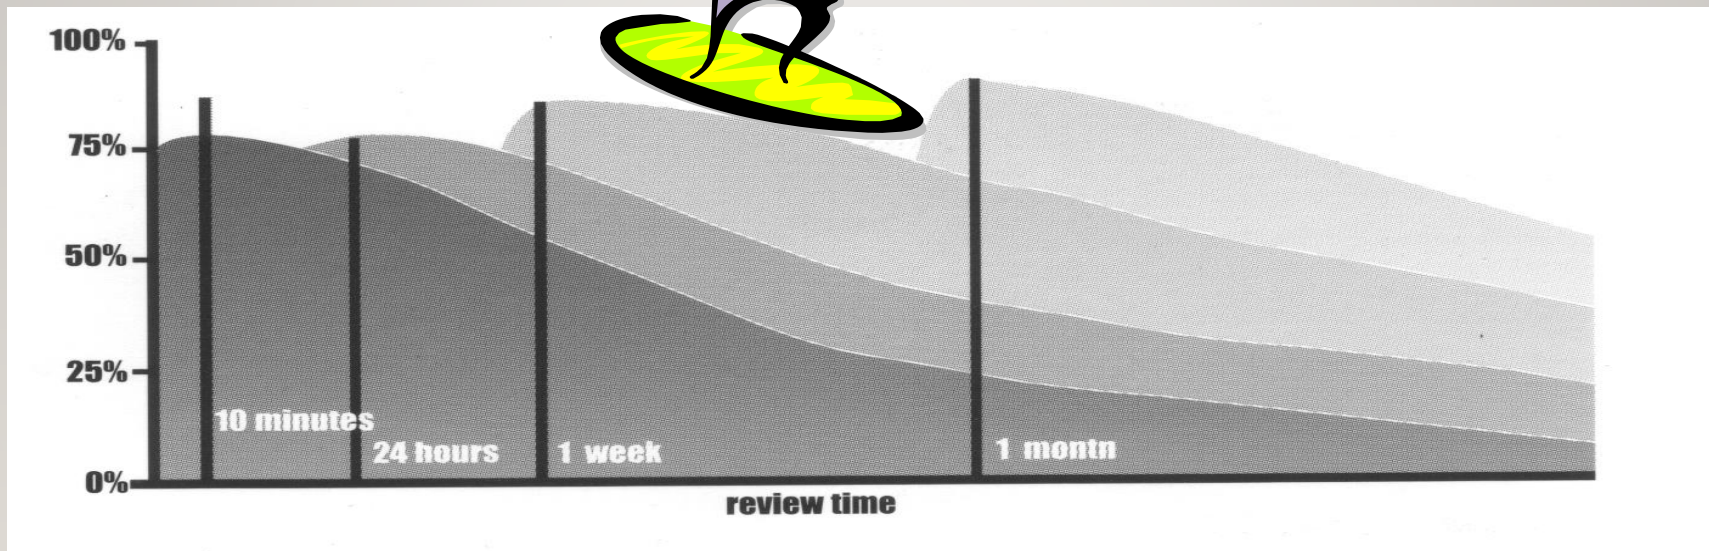 100%
75%
50%
25%
0%
10 minutes
24 hours
1 week
1 montn
review time